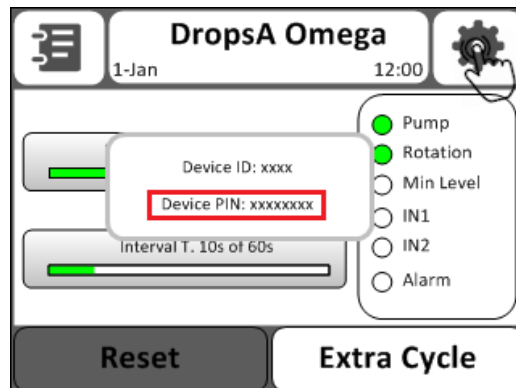 DropsA Omega
1-Jan 12:00
Device ID: xxxx
Device PIN: xxxxxxxx
Interval T. 10s of 60s
Pump
Rotation
Min Level
IN1
IN2
Alarm
Reset
Extra Cycle